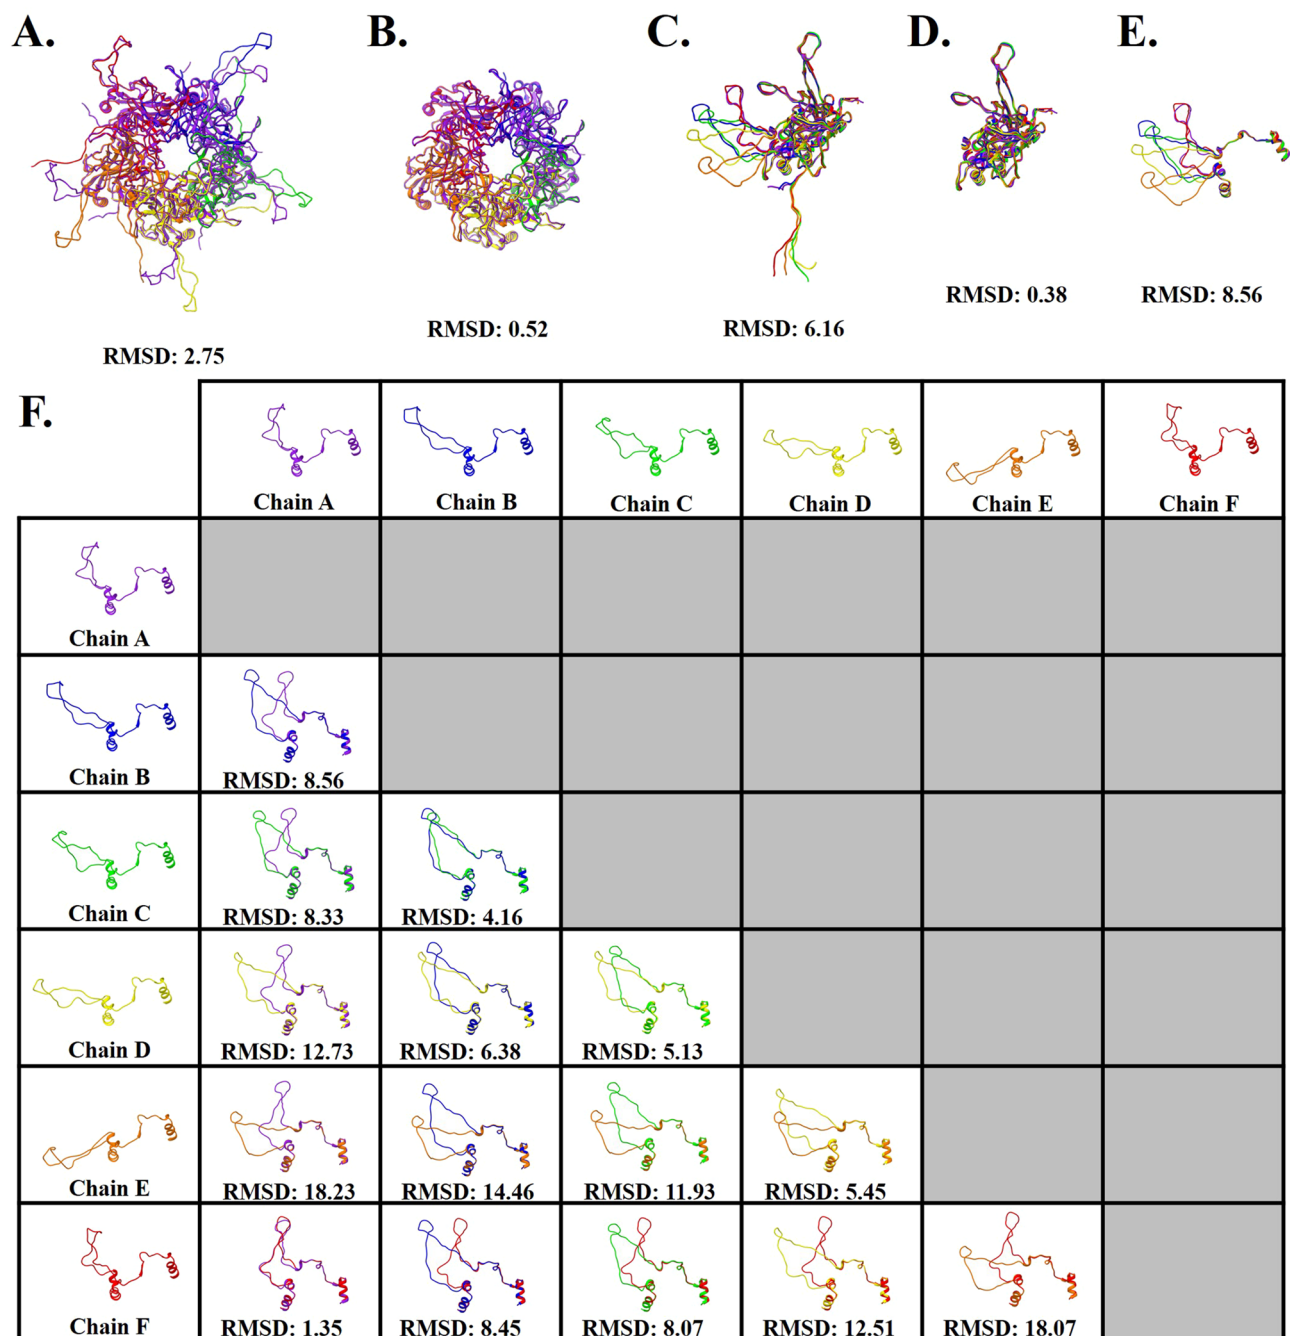 A. B. C. D. E.
RMSD: 0.38 RMSD: 8.56
RMSD: 0.52 RMSD: 6.16
RMSD: 2.75
F.
Chain A Chain B Chain C Chain D Chain E Chain F
Chain A
Chain B RMSD: 8.56
Chain C RMSD: 8.33 RMSD: 4.16
Chain D RMSD: 12.73 RMSD: 6.38 RMSD: 5.13
Chain E RMSD: 18.23 RMSD: 14.46 RMSD: 11.93 RMSD: 5.45
Chain F RMSD: 1.35 RMSD: 8.45 RMSD: 8.07 RMSD: 12.51 RMSD: 18.07